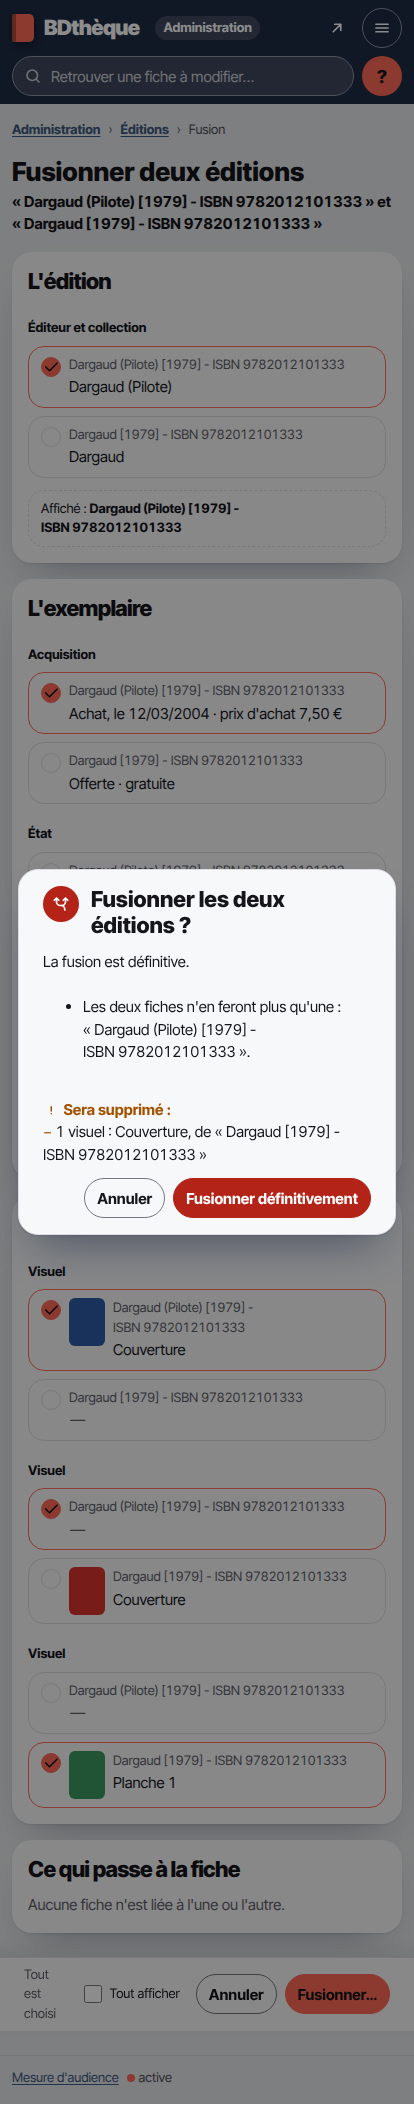 BDthèque
Administration
Retrouver une fiche à modifier...
?
Administration › Éditions › Fusion
Fusionner deux éditions
« Dargaud (Pilote) [1979] - ISBN 9782012101333 » et
« Dargaud [1979] - ISBN 9782012101333 »
L'édition
Éditeur et collection
Dargaud (Pilote) [1979] - ISBN 9782012101333
Dargaud (Pilote)
Dargaud [1979] - ISBN 9782012101333
Dargaud
Affiché : Dargaud (Pilote) [1979] -
ISBN 9782012101333
L'exemplaire
Acquisition
Dargaud (Pilote) [1979] - ISBN 9782012101333
Achat, le 12/03/2004 · prix d'achat 7,50 €
Dargaud [1979] - ISBN 9782012101333
Offerte · gratuite
État
Dargaud (Pilote) [1979] - ISBN 9782012101333
Fusionner les deux
éditions ?
La fusion est définitive.
• Les deux fiches n'en feront plus qu'une :
« Dargaud (Pilote) [1979] -
ISBN 9782012101333 ».
! Sera supprimé :
– 1 visuel : Couverture, de « Dargaud [1979] -
ISBN 9782012101333 »
Annuler
Fusionner définitivement
Visuel
Dargaud (Pilote) [1979] -
ISBN 9782012101333
Couverture
Dargaud [1979] - ISBN 9782012101333
—
Visuel
Dargaud (Pilote) [1979] - ISBN 9782012101333
—
Dargaud [1979] - ISBN 9782012101333
Couverture
Visuel
Dargaud (Pilote) [1979] - ISBN 9782012101333
—
Dargaud [1979] - ISBN 9782012101333
Planche 1
Ce qui passe à la fiche
Aucune fiche n'est liée à l'une ou l'autre.
Tout
est
choisi
Tout afficher
Annuler
Fusionner...
Mesure d'audience
active